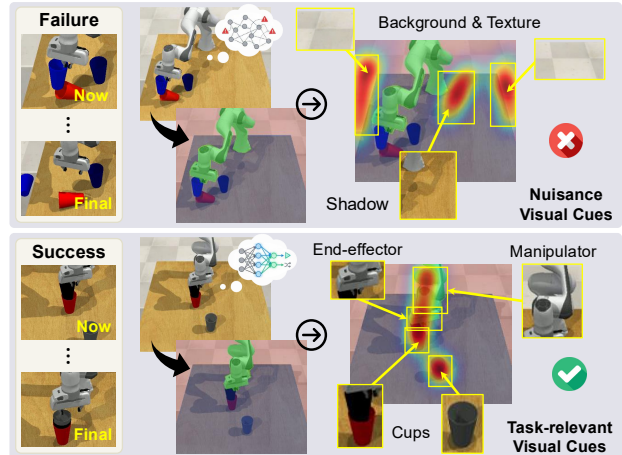 Failure
Now
Final
Background & Texture
Shadow
Nuisance
Visual Cues
Success
Now
Final
End-effector
Manipulator
Cups
Task-relevant
Visual Cues